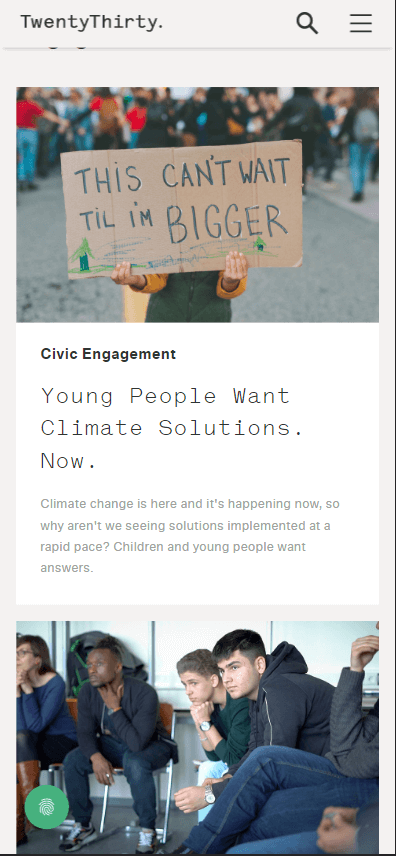 TwentyThirty.
THIS CAN'T WAIT
TIL I'M BIGGER
Civic Engagement
Young People Want
Climate Solutions.
Now.
Climate change is here and it's happening now, so
why aren't we seeing solutions implemented at a
rapid pace? Children and young people want
answers.